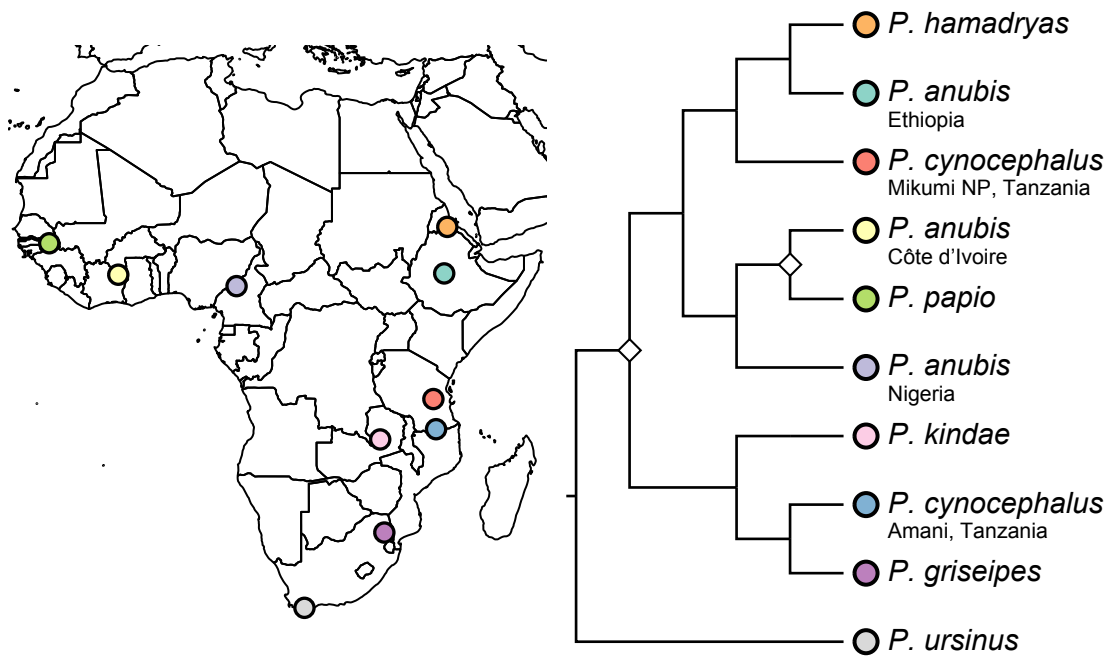 P. hamadryas
P. anubis
Ethiopia
P. cynocephalus
Mikumi NP, Tanzania
P. anubis
Côte d’Ivoire
P. papio
P. anubis
Nigeria
P. kindae
P. cynocephalus
Amani, Tanzania
P. griseipes
P. ursinus